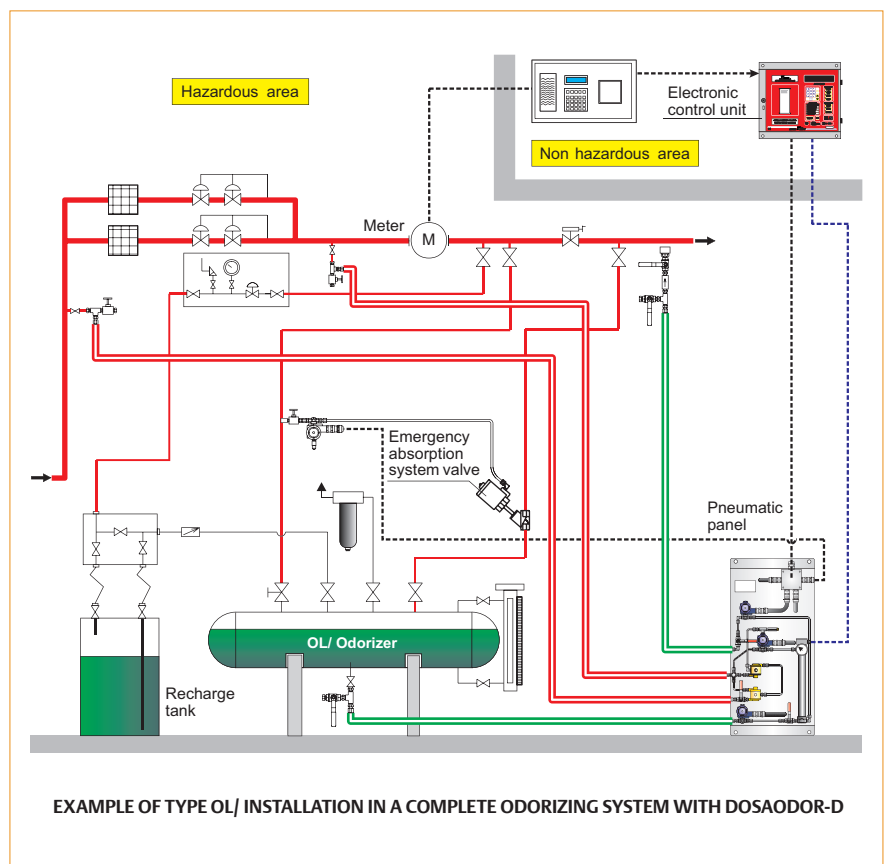 Hazardous area
Electronic
control unit
Non hazardous area
Meter
M
Emergency
absorption
system valve
Pneumatic
panel
OL/ Odorizer
Recharge
tank
EXAMPLE OF TYPE OL/ INSTALLATION IN A COMPLETE ODORIZING SYSTEM WITH DOSAODOR-D